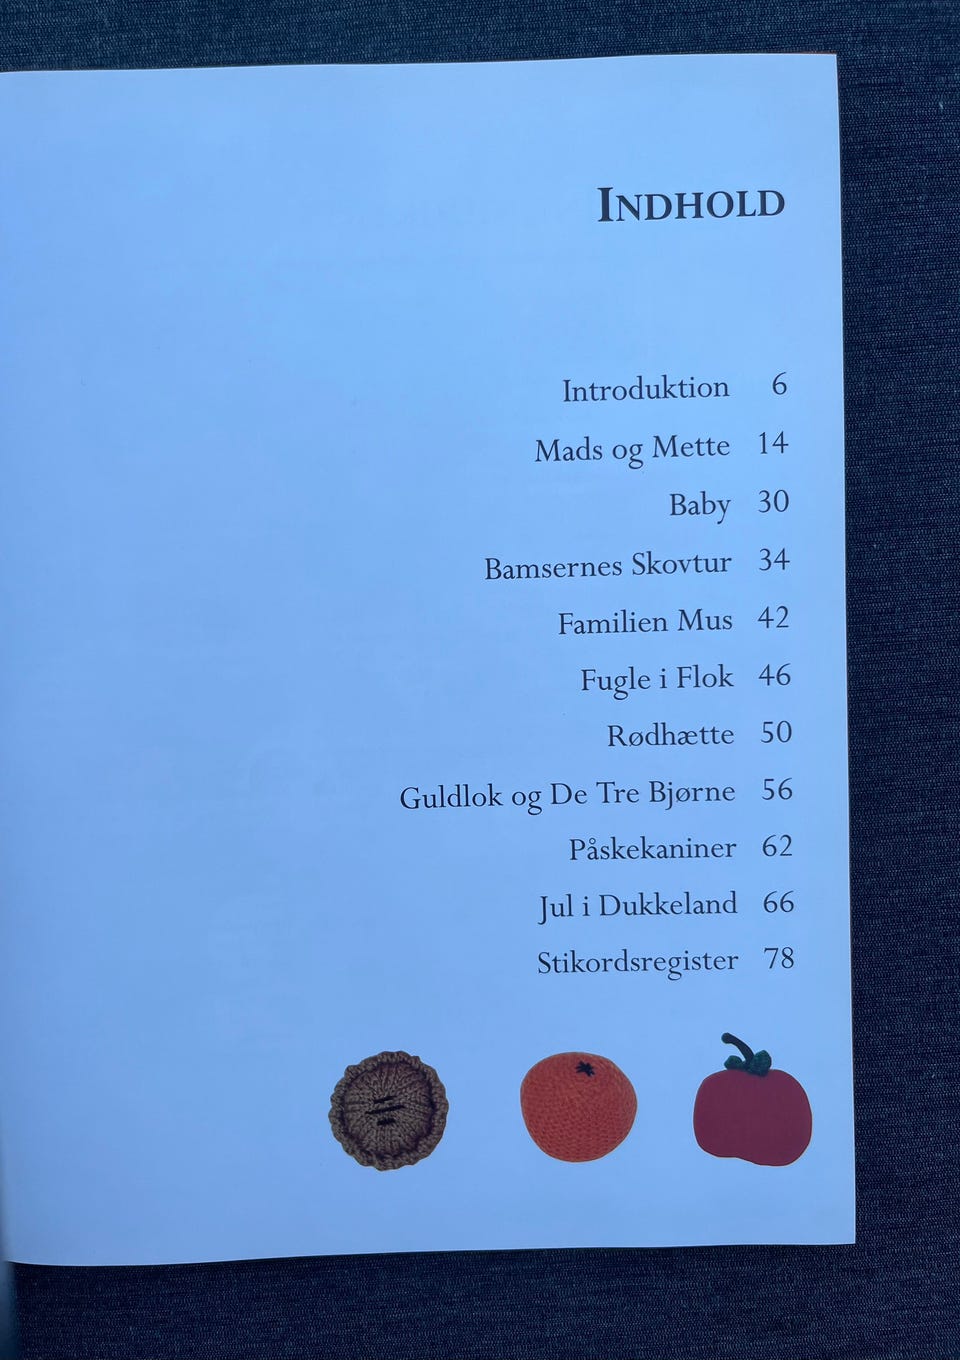 INDHOLD
Introduktion 6
Mads og Mette 14
Baby 30
Bamsernes Skovtur 34
Familien Mus 42
Fugle i Flok 46
Rødhætte 50
Guldlok og De Tre Bjørne 56
Påskekaniner 62
Jul i Dukkeland 66
Stikordsregister 78